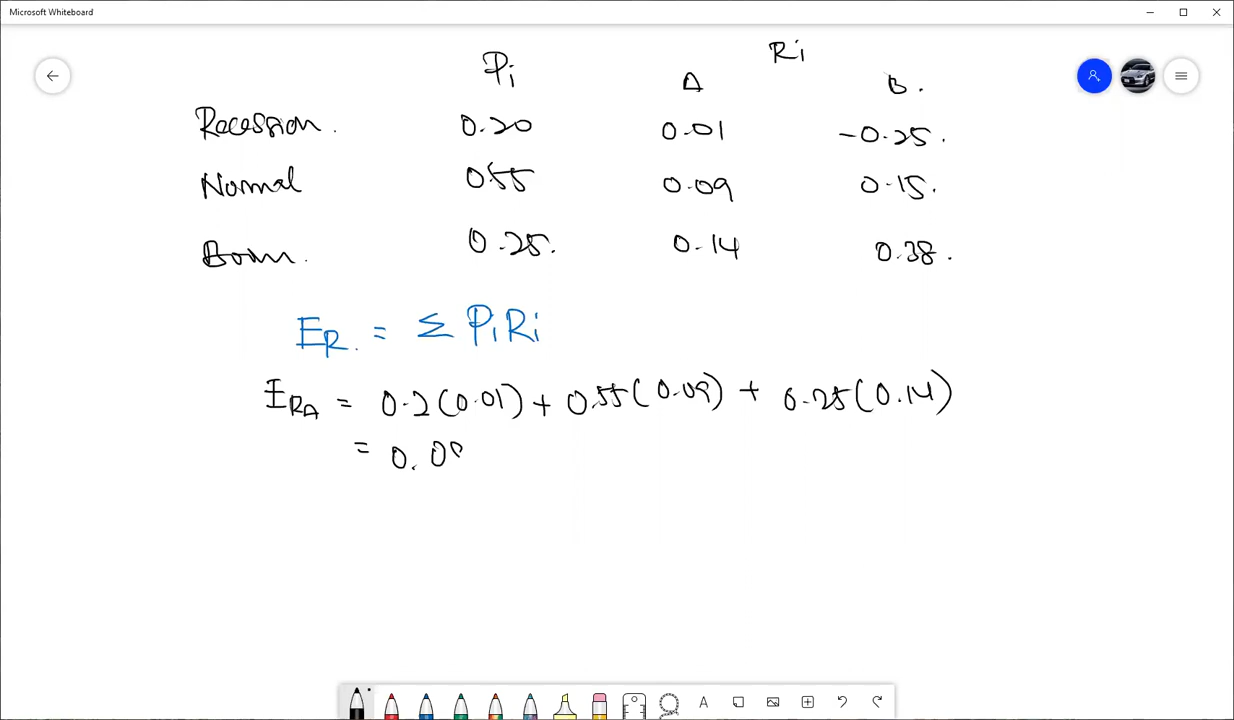 Microsoft Whiteboard
Pi Ri
A B.
Recession. 0.20 0.01 -0.25.
Normal 0.55 0.09 0.15.
Boom. 0.25. 0.14 0.38.
ER. = Σ PiRi
ERA = 0.2(0.01) + 0.55(0.09) + 0.25(0.14)
= 0.08
A